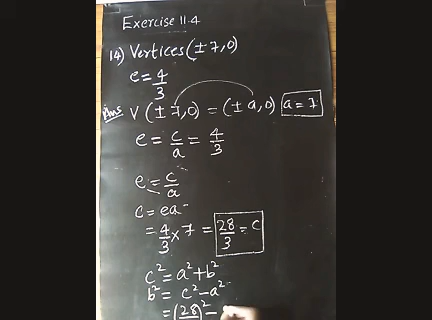 Exercise 11.4
14) Vertices (±7,0)
e = 4/3
Ans V (±7,0) = (±a,0) a = 7
e = c/a = 4/3
e = c/a
c = ea
= 4/3 × 7 = 28/3 = c
c² = a² + b²
b² = c² - a²
= (28)² -